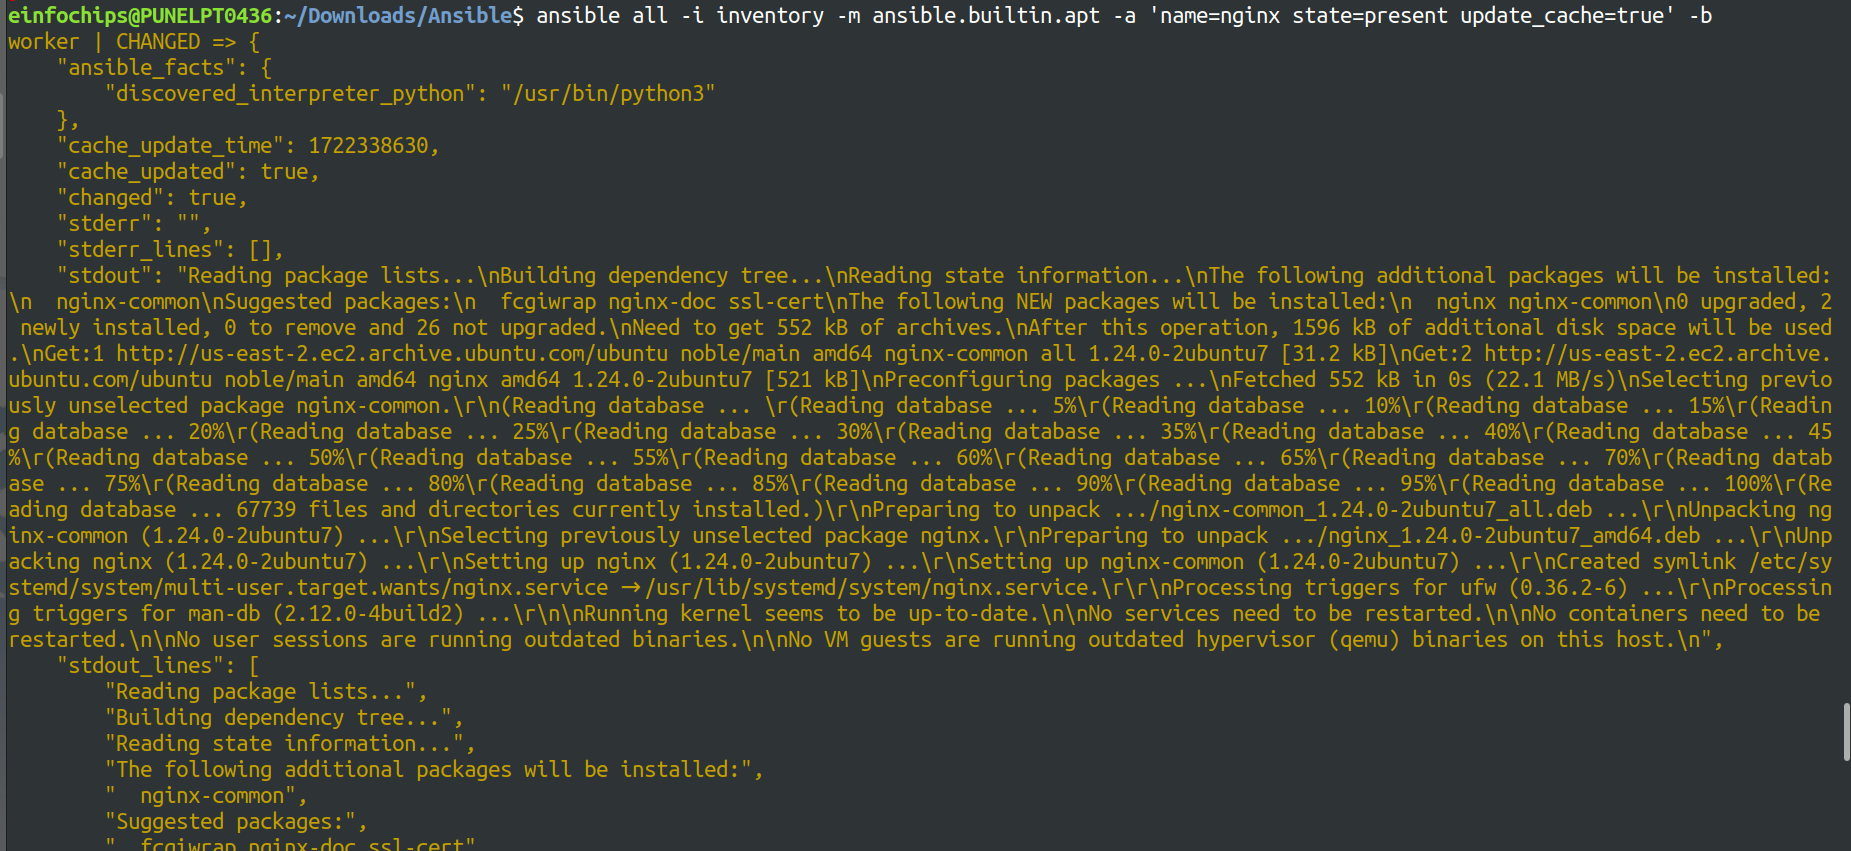 einfochips@PUNELPT0436:~/Downloads/Ansible$ ansible all -i inventory -m ansible.builtin.apt -a 'name=nginx state=present update_cache=true' -b
worker | CHANGED => {
    "ansible_facts": {
        "discovered_interpreter_python": "/usr/bin/python3"
    },
    "cache_update_time": 1722338630,
    "cache_updated": true,
    "changed": true,
    "stderr": "",
    "stderr_lines": [],
    "stdout": "Reading package lists...\nBuilding dependency tree...\nReading state information...\nThe following additional packages will be installed:
\n  nginx-common\nSuggested packages:\n  fcgiwrap nginx-doc ssl-cert\nThe following NEW packages will be installed:\n  nginx nginx-common\n0 upgraded, 2
 newly installed, 0 to remove and 26 not upgraded.\nNeed to get 552 kB of archives.\nAfter this operation, 1596 kB of additional disk space will be used
.\nGet:1 http://us-east-2.ec2.archive.ubuntu.com/ubuntu noble/main amd64 nginx-common all 1.24.0-2ubuntu7 [31.2 kB]\nGet:2 http://us-east-2.ec2.archive.
ubuntu.com/ubuntu noble/main amd64 nginx amd64 1.24.0-2ubuntu7 [521 kB]\nPreconfiguring packages ...\nFetched 552 kB in 0s (22.1 MB/s)\nSelecting previo
usly unselected package nginx-common.\r\n(Reading database ... \r(Reading database ... 5%\r(Reading database ... 10%\r(Reading database ... 15%\r(Readin
g database ... 20%\r(Reading database ... 25%\r(Reading database ... 30%\r(Reading database ... 35%\r(Reading database ... 40%\r(Reading database ... 45
%\r(Reading database ... 50%\r(Reading database ... 55%\r(Reading database ... 60%\r(Reading database ... 65%\r(Reading database ... 70%\r(Reading datab
ase ... 75%\r(Reading database ... 80%\r(Reading database ... 85%\r(Reading database ... 90%\r(Reading database ... 95%\r(Reading database ... 100%\r(Re
ading database ... 67739 files and directories currently installed.)\r\nPreparing to unpack .../nginx-common_1.24.0-2ubuntu7_all.deb ...\r\nUnpacking ng
inx-common (1.24.0-2ubuntu7) ...\r\nSelecting previously unselected package nginx.\r\nPreparing to unpack .../nginx_1.24.0-2ubuntu7_amd64.deb ...\r\nUnp
acking nginx (1.24.0-2ubuntu7) ...\r\nSetting up nginx (1.24.0-2ubuntu7) ...\r\nSetting up nginx-common (1.24.0-2ubuntu7) ...\r\nCreated symlink /etc/sy
stemd/system/multi-user.target.wants/nginx.service → /usr/lib/systemd/system/nginx.service.\r\r\nProcessing triggers for ufw (0.36.2-6) ...\r\nProcessin
g triggers for man-db (2.12.0-4build2) ...\r\n\nRunning kernel seems to be up-to-date.\n\nNo services need to be restarted.\n\nNo containers need to be
restarted.\n\nNo user sessions are running outdated binaries.\n\nNo VM guests are running outdated hypervisor (qemu) binaries on this host.\n",
    "stdout_lines": [
        "Reading package lists...",
        "Building dependency tree...",
        "Reading state information...",
        "The following additional packages will be installed:",
        "  nginx-common",
        "Suggested packages:",
        "  fcgiwrap nginx-doc ssl-cert"